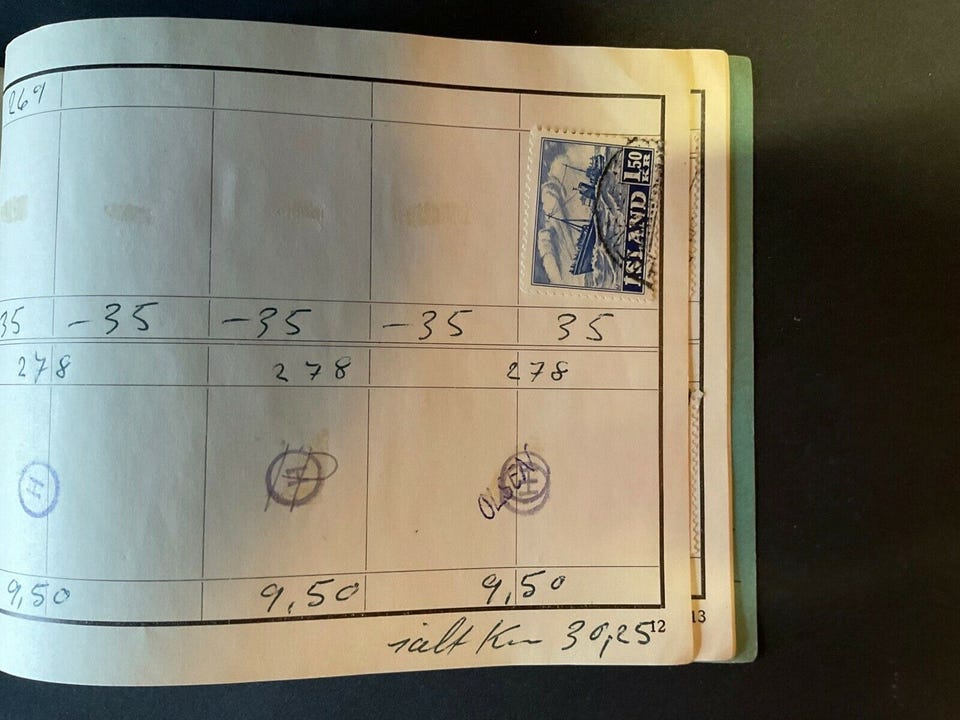 269
1.50
KR
ISLAND
35 -35 -35 -35 35
278 278 278
H H H
OLSEN
9,50 9,50 9,50
ialt Kr 30,25
12
13